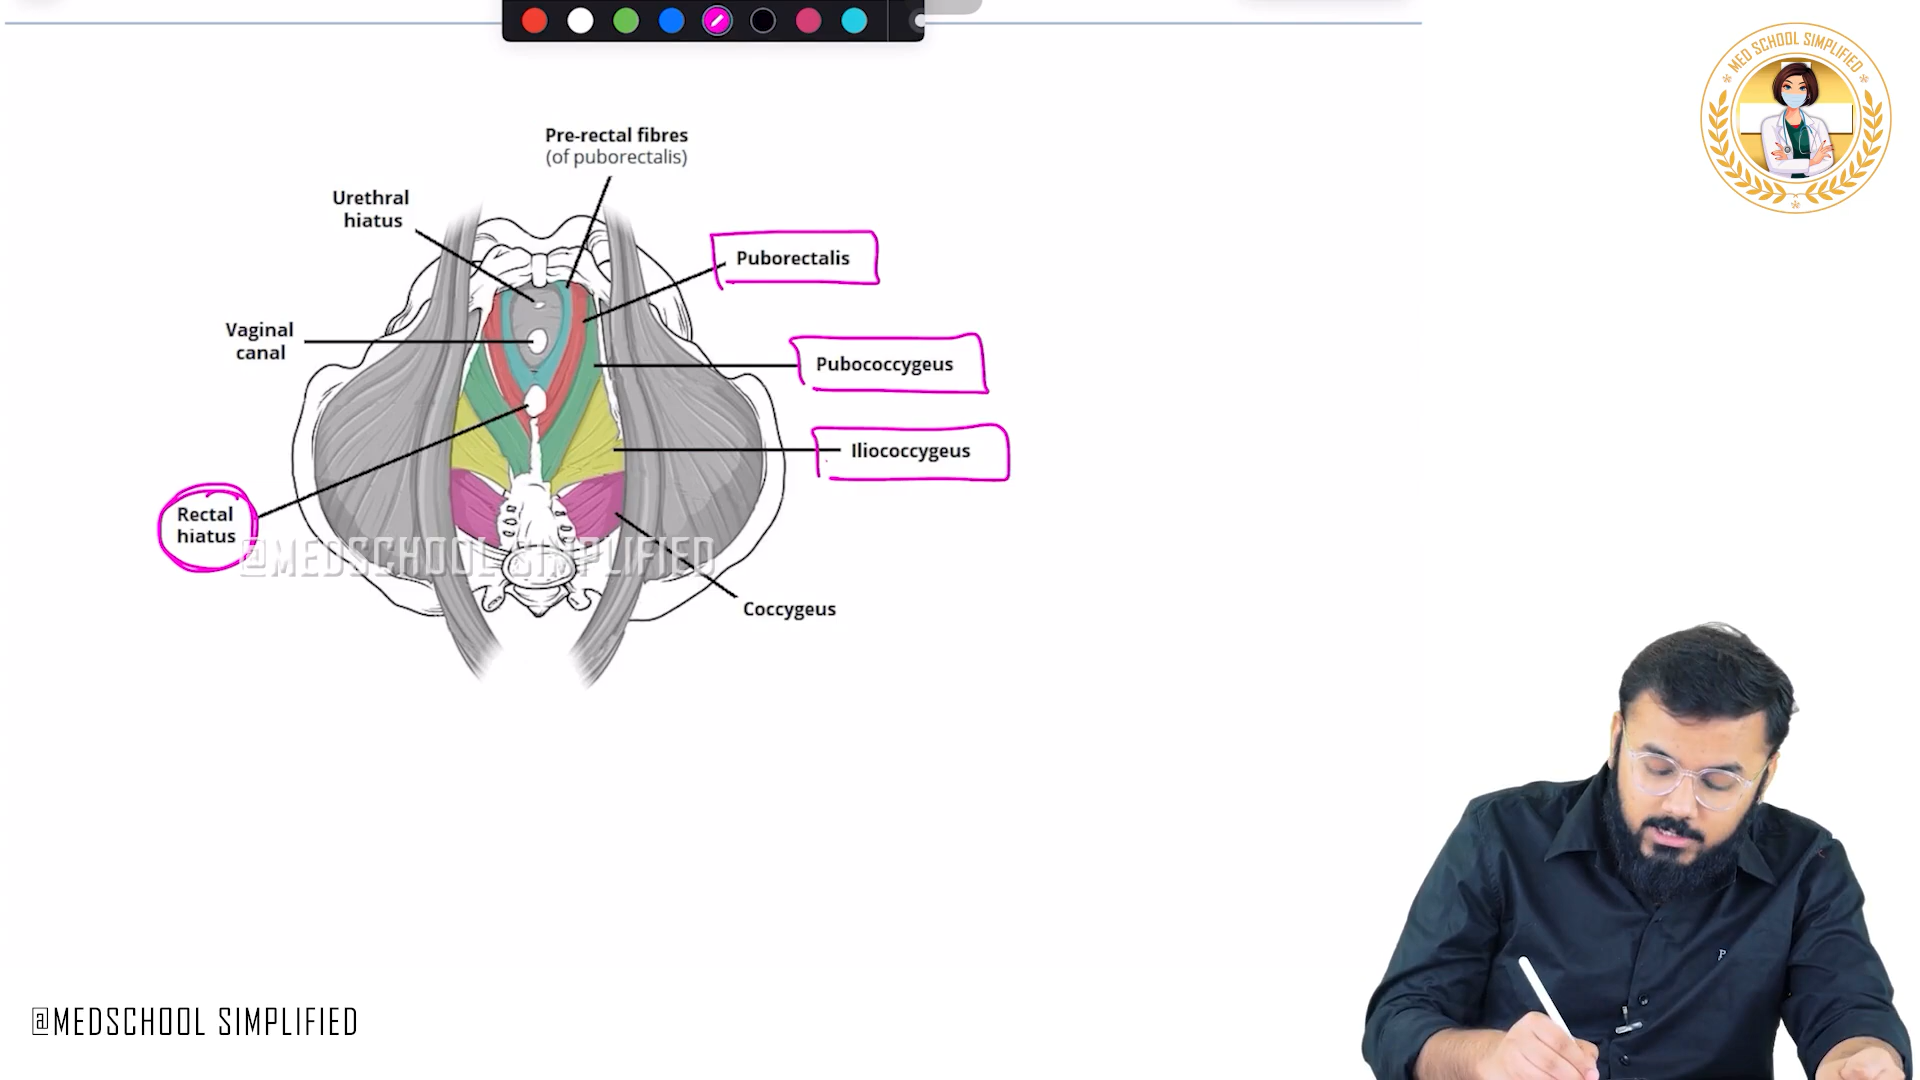 MED SCHOOL SIMPLIFIED
Pre-rectal fibres
(of puborectalis)
Urethral
hiatus
Puborectalis
Vaginal
canal
Pubococcygeus
Iliococcygeus
Rectal
hiatus
@MEDSCHOOL SIMPLIFIED
Coccygeus
@MEDSCHOOL SIMPLIFIED